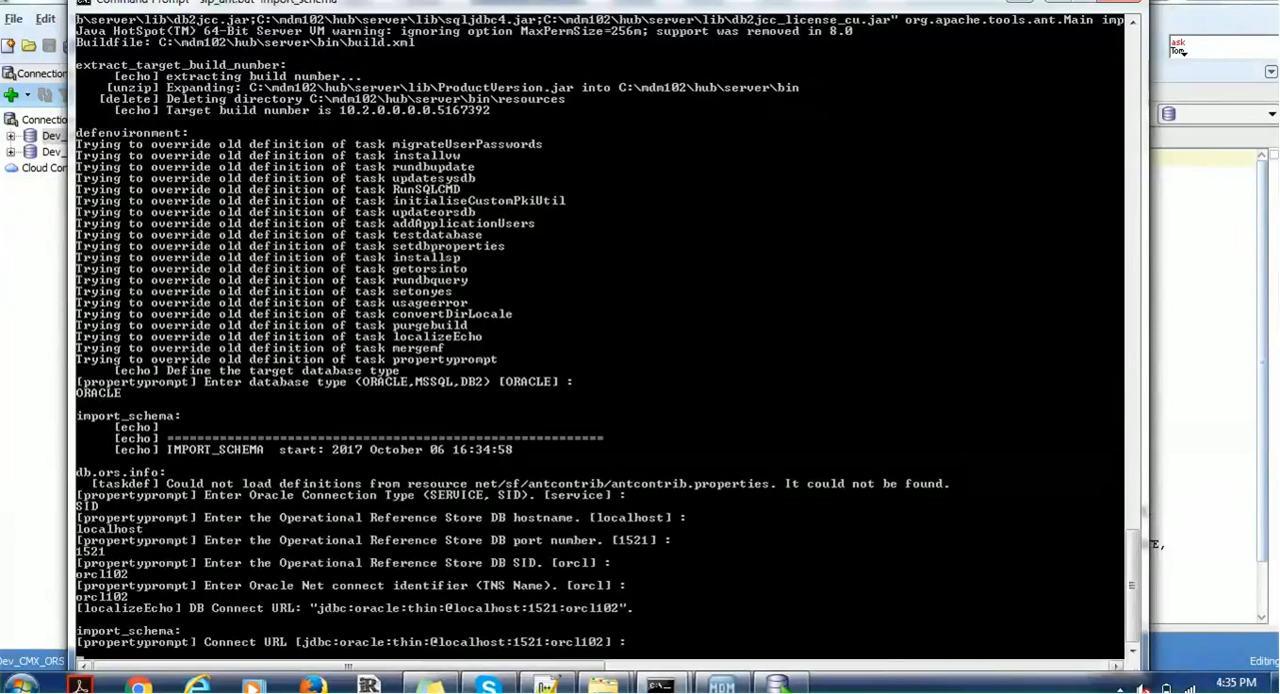 Command Prompt - sip_ant.bat import_schema
b\server\lib\db2jcc.jar;C:\mdm102\hub\server\lib\sqljdbc4.jar;C:\mdm102\hub\server\lib\db2jcc_license_cu.jar" org.apache.tools.ant.Main imp
Java HotSpot(TM) 64-Bit Server VM warning: ignoring option MaxPermSize=256m; support was removed in 8.0
Buildfile: C:\mdm102\hub\server\bin\build.xml
extract_target_build_number:
[echo] extracting build number...
[unzip] Expanding: C:\mdm102\hub\server\lib\ProductVersion.jar into C:\mdm102\hub\server\bin
[delete] Deleting directory C:\mdm102\hub\server\bin\resources
[echo] Target build number is 10.2.0.0.0.5167392
defenvironment:
Trying to override old definition of task migrateUserPasswords
Trying to override old definition of task installvw
Trying to override old definition of task rundbupdate
Trying to override old definition of task updatesysdb
Trying to override old definition of task RunSQLCMD
Trying to override old definition of task initialiseCustomPkiUtil
Trying to override old definition of task updateorsdb
Trying to override old definition of task addApplicationUsers
Trying to override old definition of task testdatabase
Trying to override old definition of task setdbproperties
Trying to override old definition of task installsp
Trying to override old definition of task getorsinto
Trying to override old definition of task rundbquery
Trying to override old definition of task setonyes
Trying to override old definition of task usageerror
Trying to override old definition of task convertDirLocale
Trying to override old definition of task purgebuild
Trying to override old definition of task localizeEcho
Trying to override old definition of task mergemf
Trying to override old definition of task propertyprompt
[echo] Define the target database type
[propertyprompt] Enter database type (ORACLE,MSSQL,DB2) [ORACLE] :
ORACLE
import_schema:
[echo]
[echo] ==========================================================
[echo] IMPORT_SCHEMA start: 2017 October 06 16:34:58
db.ors.info:
[taskdef] Could not load definitions from resource net/sf/antcontrib/antcontrib.properties. It could not be found.
[propertyprompt] Enter Oracle Connection Type (SERVICE, SID). [service] :
SID
[propertyprompt] Enter the Operational Reference Store DB hostname. [localhost] :
localhost
[propertyprompt] Enter the Operational Reference Store DB port number. [1521] :
1521
[propertyprompt] Enter the Operational Reference Store DB SID. [orcl] :
orcl102
[propertyprompt] Enter Oracle Net connect identifier (TNS Name). [orcl] :
orcl102
[localizeEcho] DB Connect URL: "jdbc:oracle:thin:@localhost:1521:orcl102".
import_schema:
[propertyprompt] Connect URL [jdbc:oracle:thin:@localhost:1521:orcl102] :
File Edit
Connection
Connectio
Dev_
Dev_
Cloud Con
Dev_CMX_ORS
ask
Tom
E,
Editing
MDM
4:35 PM